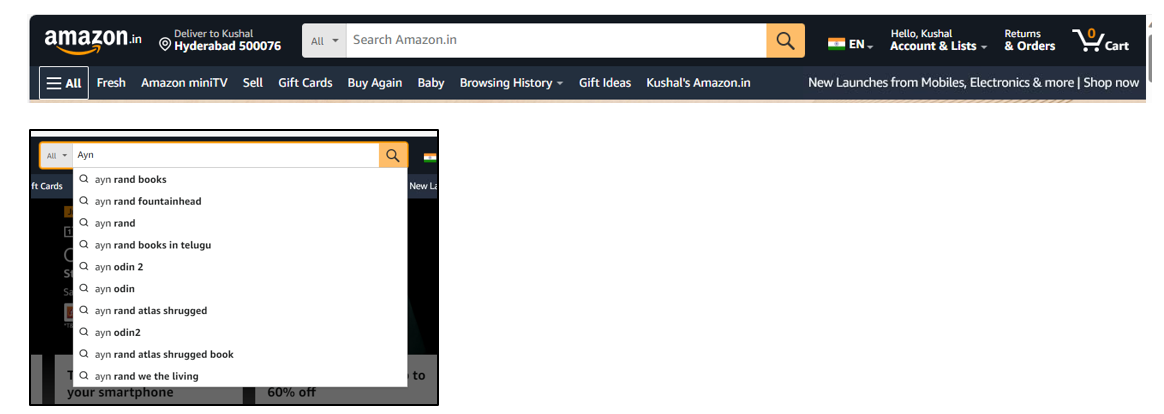 amazon.in
Deliver to Kushal
Hyderabad 500076
All
Search Amazon.in
EN
Hello, Kushal
Account & Lists
Returns
& Orders
0
Cart
All Fresh Amazon miniTV Sell Gift Cards Buy Again Baby Browsing History Gift Ideas Kushal's Amazon.in New Launches from Mobiles, Electronics & more | Shop now
All Ayn
ft Cards
New La
ayn rand books
ayn rand fountainhead
ayn rand
ayn rand books in telugu
ayn odin 2
ayn odin
ayn rand atlas shrugged
ayn odin2
ayn rand atlas shrugged book
ayn rand we the living
to
your smartphone
60% off